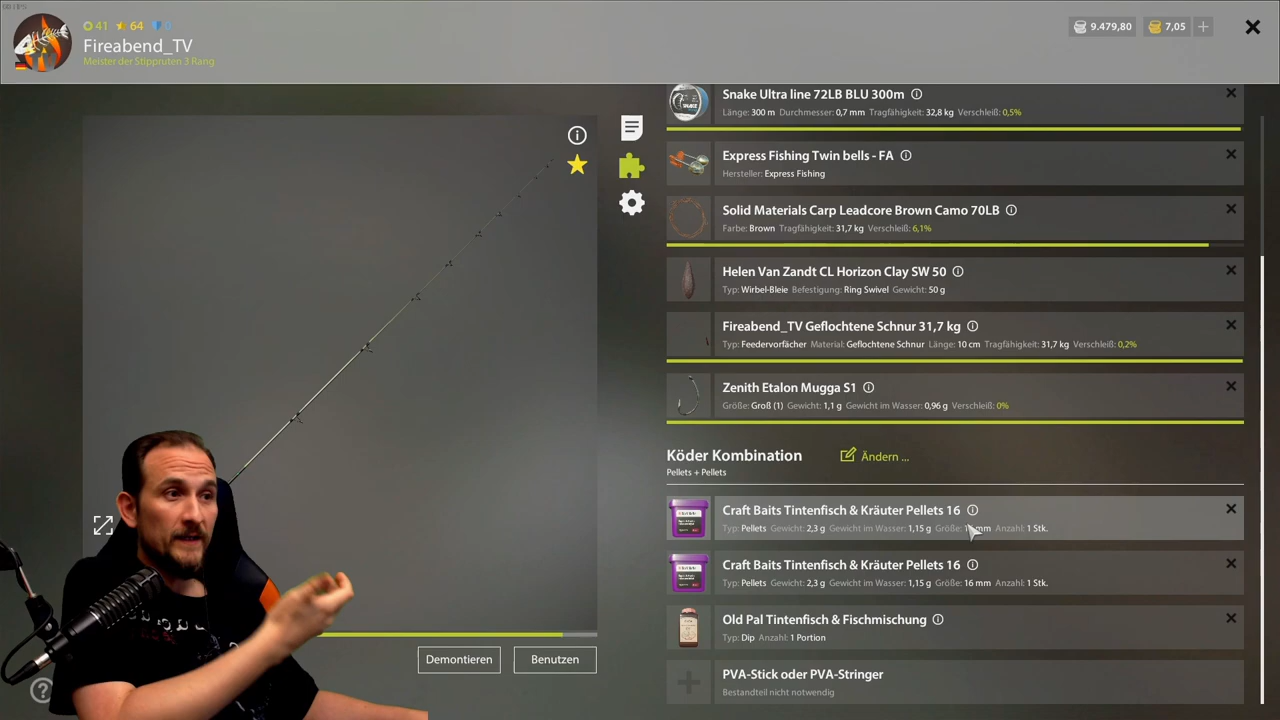 41 64 0
Fireabend_TV
Meister der Stippruten 3 Rang
9.479,80 7,05
Snake Ultra line 72LB BLU 300m
Länge: 300 m Durchmesser: 0,7 mm Tragfähigkeit: 32,8 kg Verschleiß: 0,5%
Express Fishing Twin bells - FA
Hersteller: Express Fishing
Solid Materials Carp Leadcore Brown Camo 70LB
Farbe: Brown Tragfähigkeit: 31,7 kg Verschleiß: 6,1%
Helen Van Zandt CL Horizon Clay SW 50
Typ: Wirbel-Bleie Befestigung: Ring Swivel Gewicht: 50 g
Fireabend_TV Geflochtene Schnur 31,7 kg
Typ: Feedervorfächer Material: Geflochtene Schnur Länge: 10 cm Tragfähigkeit: 31,7 kg Verschleiß: 0,2%
Zenith Etalon Mugga S1
Größe: Groß (1) Gewicht: 1,1 g Gewicht im Wasser: 0,96 g Verschleiß: 0%
Köder Kombination Ändern ...
Pellets + Pellets
Craft Baits Tintenfisch & Kräuter Pellets 16
Typ: Pellets Gewicht: 2,3 g Gewicht im Wasser: 1,15 g Größe: mm Anzahl: 1 Stk.
Craft Baits Tintenfisch & Kräuter Pellets 16
Typ: Pellets Gewicht: 2,3 g Gewicht im Wasser: 1,15 g Größe: 16 mm Anzahl: 1 Stk.
Old Pal Tintenfisch & Fischmischung
Typ: Dip Anzahl: 1 Portion
PVA-Stick oder PVA-Stringer
Bestandteil nicht notwendig
Demontieren Benutzen